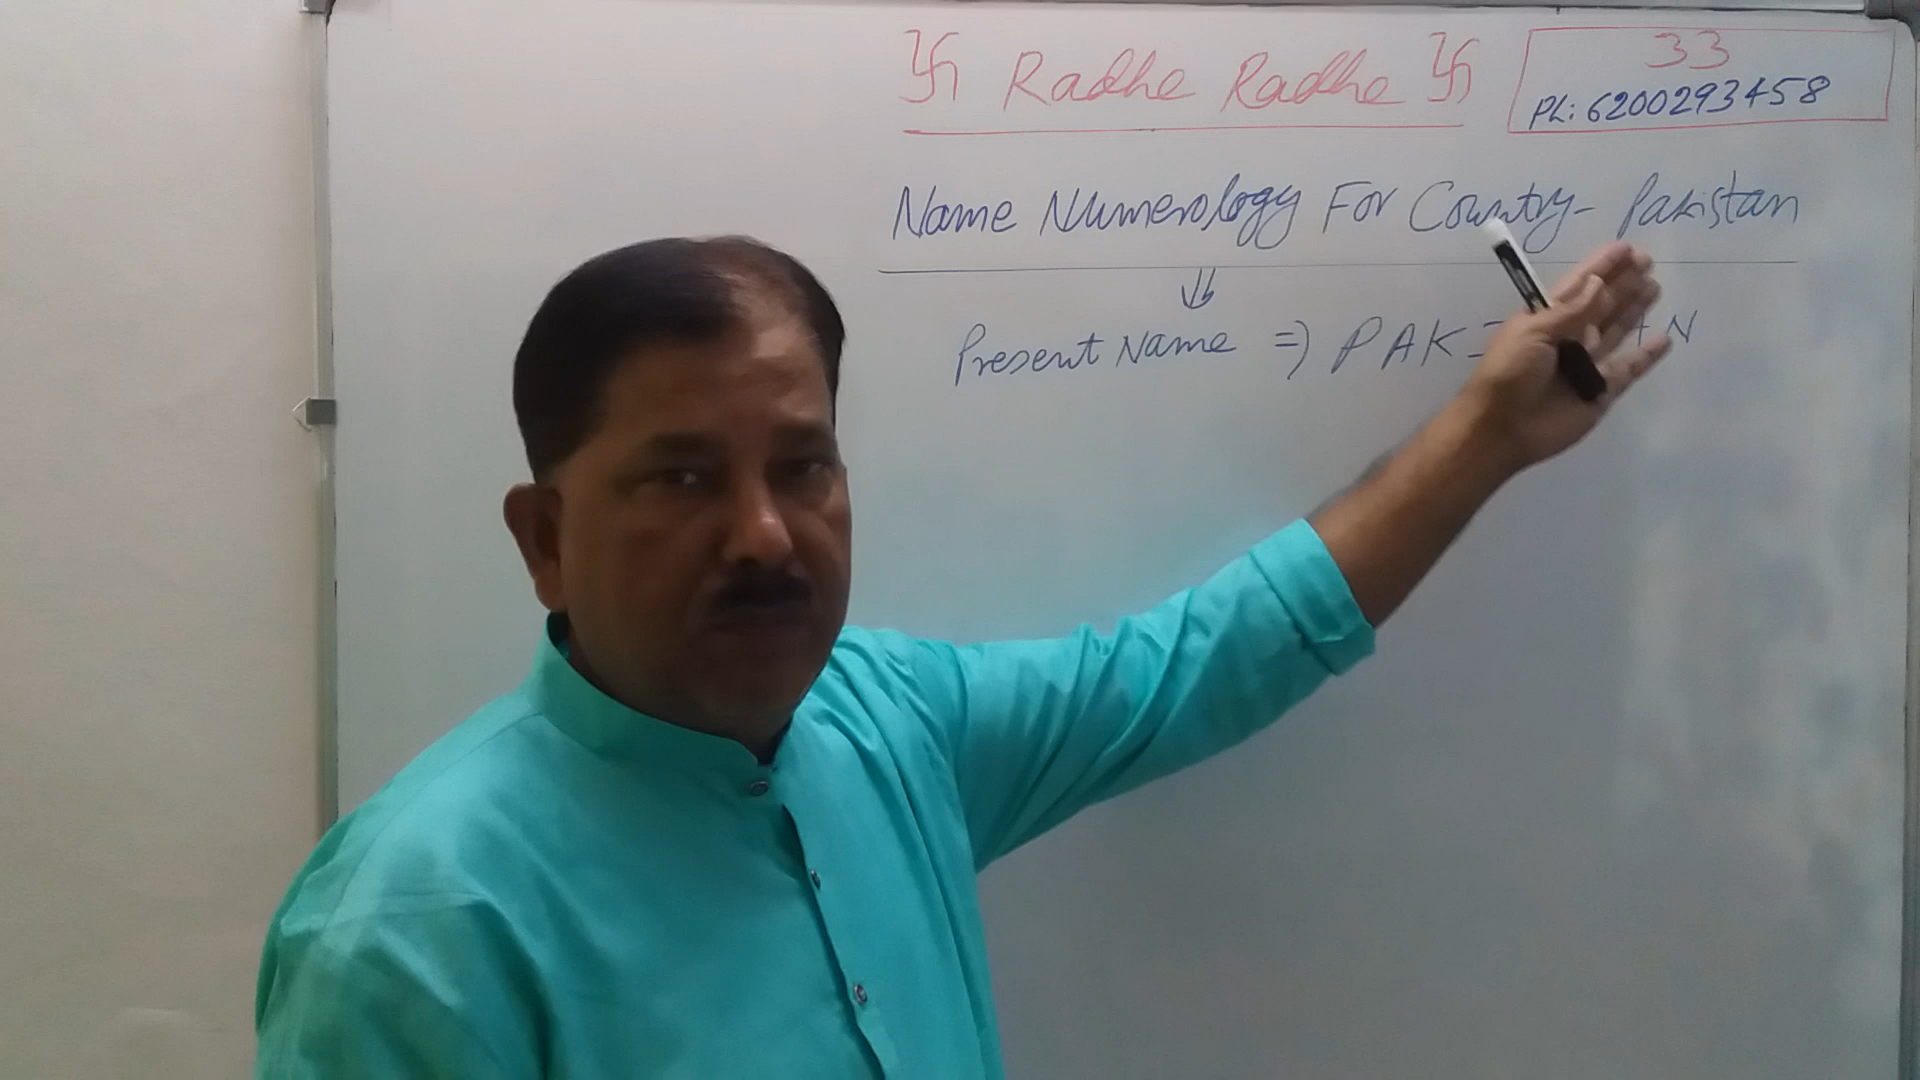 卐 Radhe Radhe 卐
33
Ph: 6200293458
Name Numerology For Country- Pakistan
⇓
Present Name ⇒ PAK